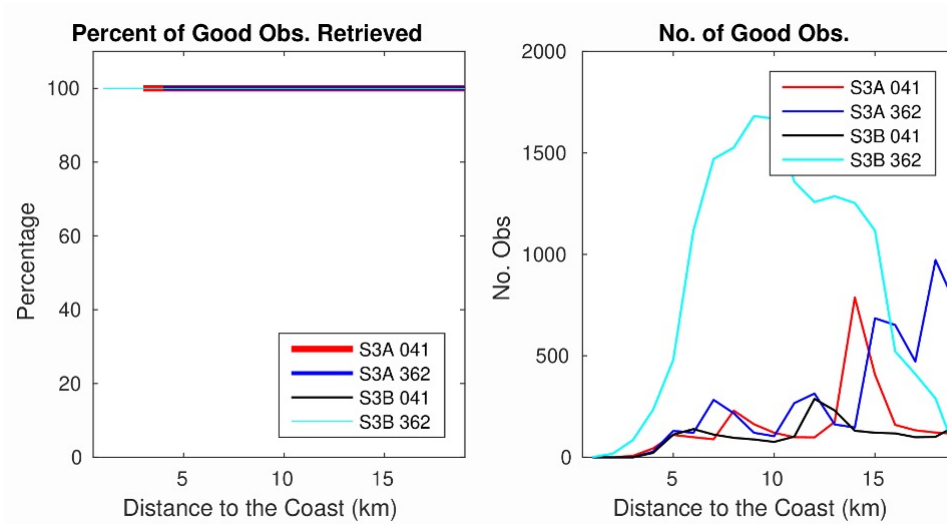 Percent of Good Obs. Retrieved
100
80
60
40
20
0
Percentage
5 10 15
Distance to the Coast (km)
S3A 041
S3A 362
S3B 041
S3B 362
No. of Good Obs.
2000
1500
1000
500
0
No. Obs
5 10 15
Distance to the Coast (km)
S3A 041
S3A 362
S3B 041
S3B 362